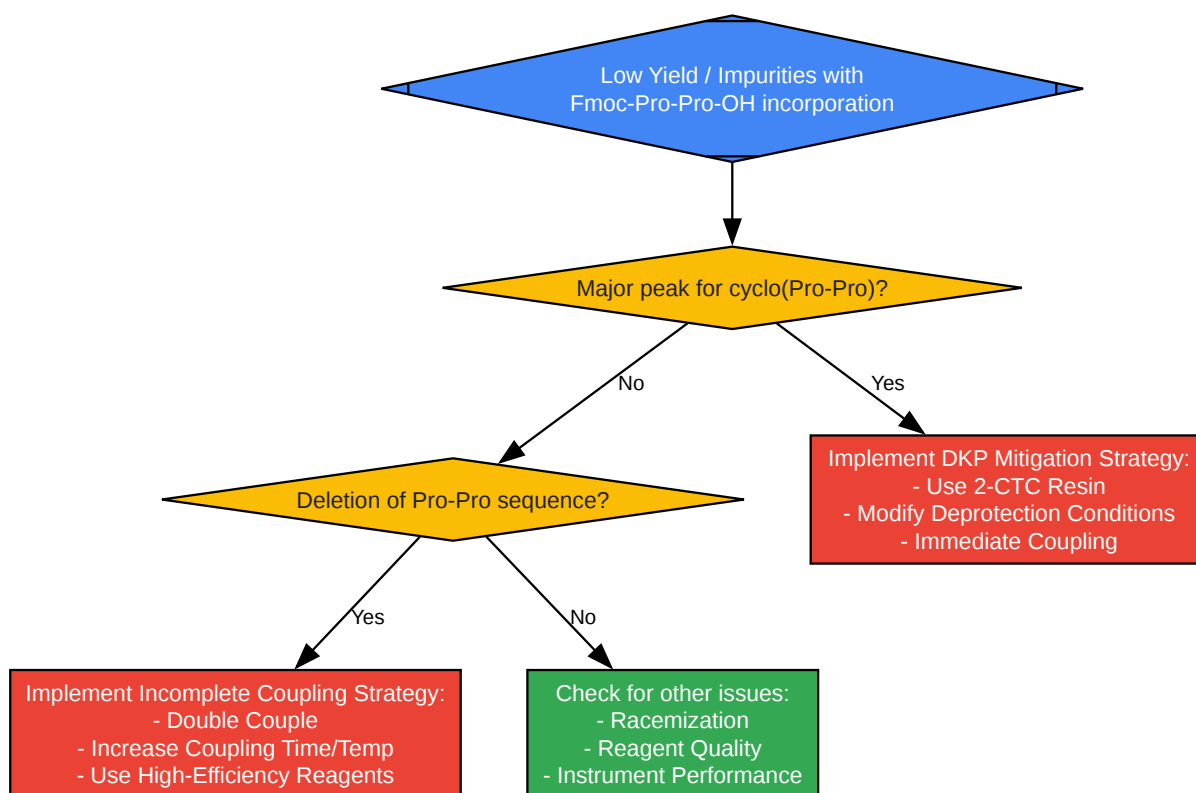 Low Yield / Impurities with
Fmoc-Pro-Pro-OH incorporation
Major peak for cyclo(Pro-Pro)?
No
Yes
Implement DKP Mitigation Strategy:
- Use 2-CTC Resin
- Modify Deprotection Conditions
- Immediate Coupling
Deletion of Pro-Pro sequence?
Yes
No
Implement Incomplete Coupling Strategy:
- Double Couple
- Increase Coupling Time/Temp
- Use High-Efficiency Reagents
Check for other issues:
- Racemization
- Reagent Quality
- Instrument Performance